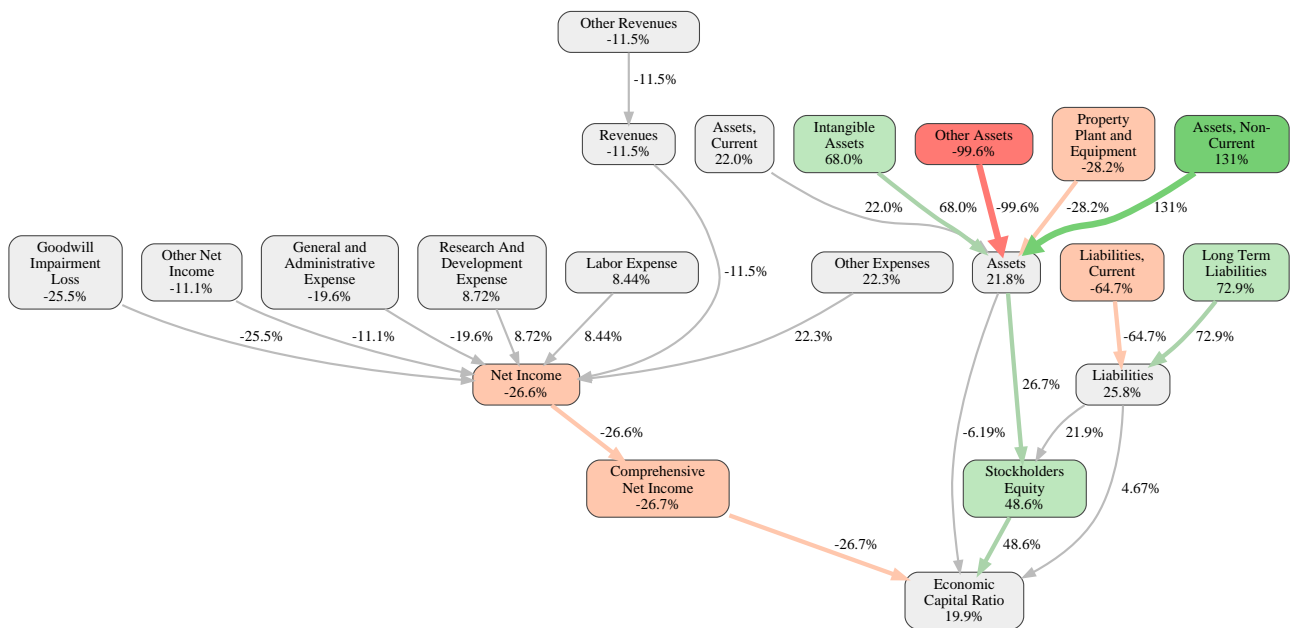 Other Revenues
-11.5%
-11.5%
Revenues
-11.5%
Assets,
Current
22.0%
Intangible
Assets
68.0%
Other Assets
-99.6%
Property
Plant and
Equipment
-28.2%
Assets, Non-
Current
131%
22.0%
68.0%
-99.6%
-28.2%
131%
Goodwill
Impairment
Loss
-25.5%
Other Net
Income
-11.1%
General and
Administrative
Expense
-19.6%
Research And
Development
Expense
8.72%
Labor Expense
8.44%
-11.5%
Other Expenses
22.3%
Assets
21.8%
Liabilities,
Current
-64.7%
Long Term
Liabilities
72.9%
-25.5%
-11.1%
-19.6%
8.72%
8.44%
22.3%
-64.7%
72.9%
Net Income
-26.6%
26.7%
Liabilities
25.8%
-26.6%
-6.19%
21.9%
Comprehensive
Net Income
-26.7%
Stockholders
Equity
48.6%
4.67%
-26.7%
48.6%
Economic
Capital Ratio
19.9%